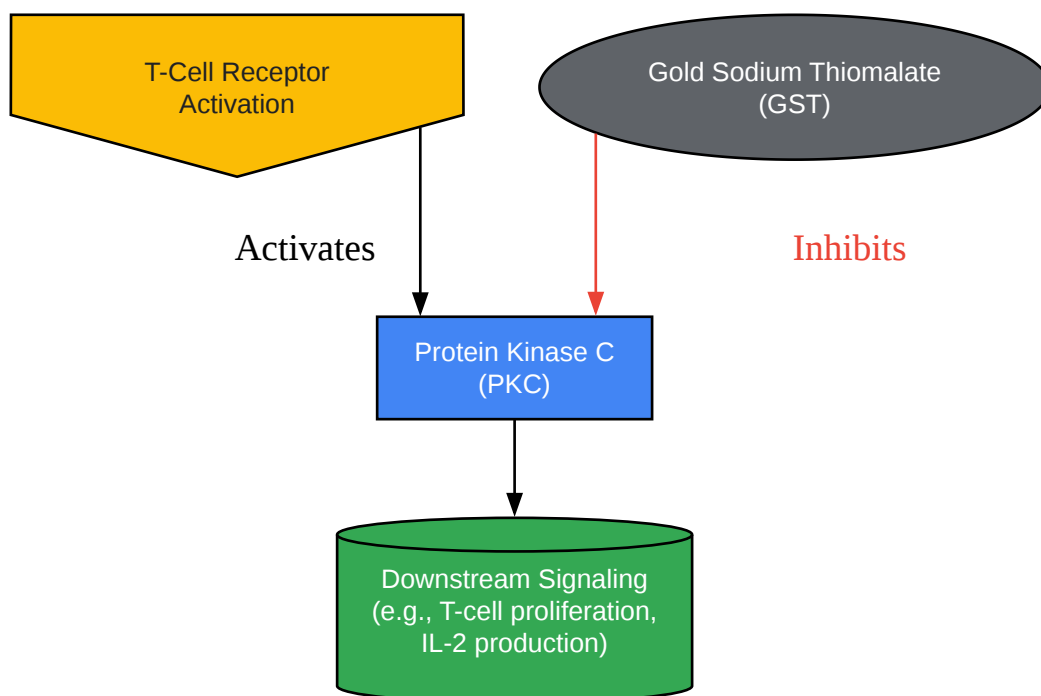 T-Cell Receptor
Activation
Gold Sodium Thiomalate
(GST)
Activates
Inhibits
Protein Kinase C
(PKC)
Downstream Signaling
(e.g., T-cell proliferation,
IL-2 production)